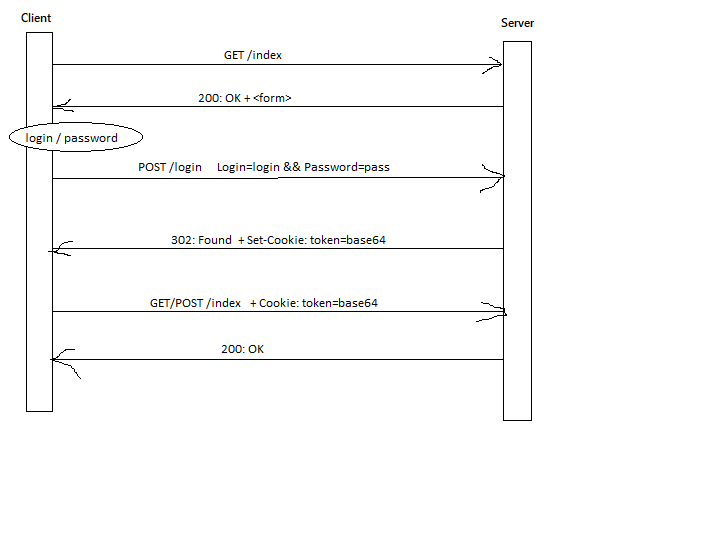 Client
Server
GET /index
200: OK + <form>
login / password
POST /login Login=login && Password=pass
302: Found + Set-Cookie: token=base64
GET/POST /index + Cookie: token=base64
200: OK